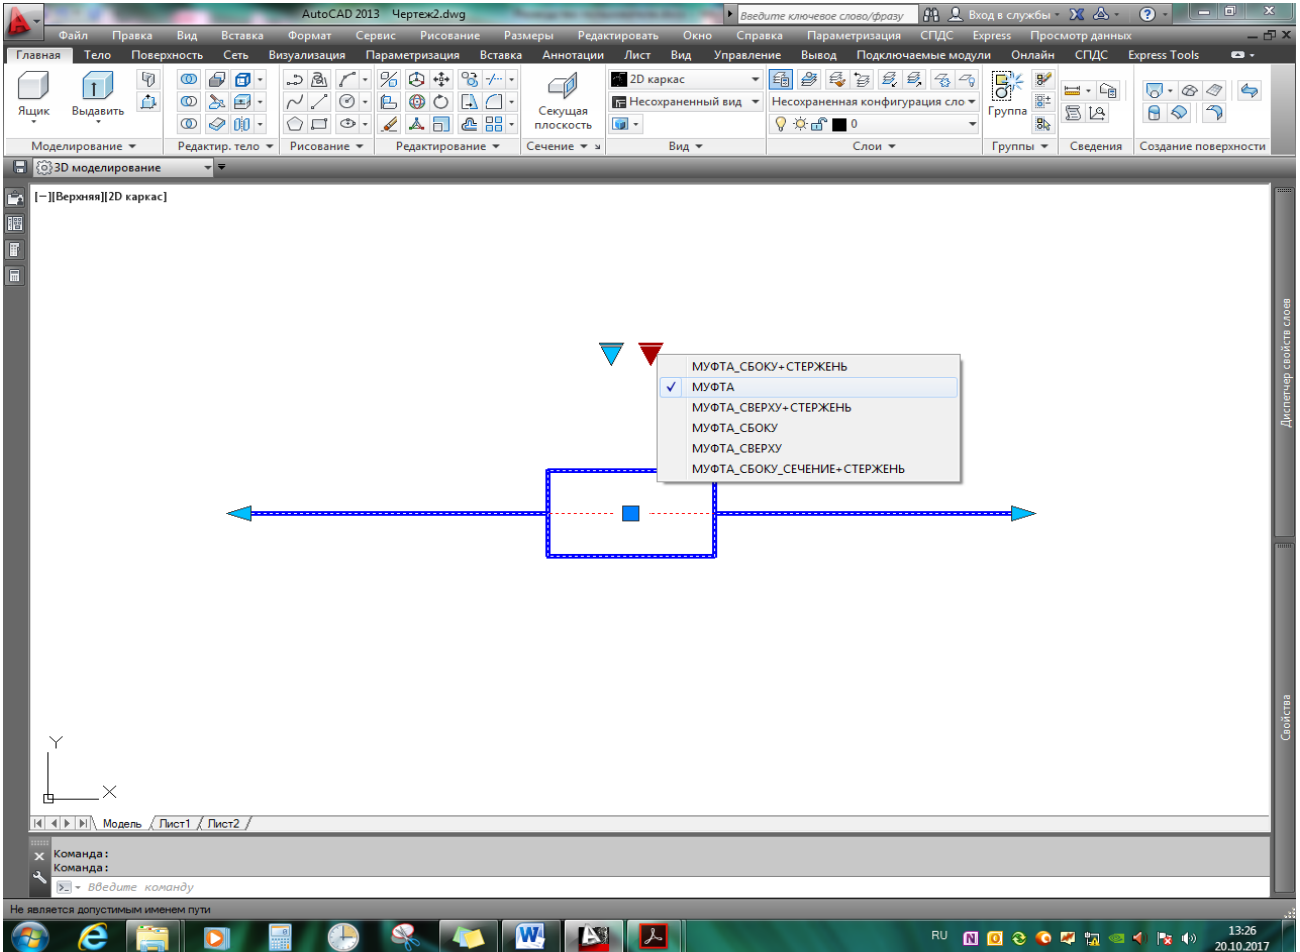 AutoCAD 2013 Чертеж2.dwg
Введите ключевое слово/фразу
Вход в службы
Файл Правка Вид Вставка Формат Сервис Рисование Размеры Редактировать Окно Справка Параметризация СПДС Express Просмотр данных
Главная Тело Поверхность Сеть Визуализация Параметризация Вставка Аннотации Лист Вид Управление Вывод Подключаемые модули Онлайн СПДС Express Tools
Ящик
Выдавить
Секущая
плоскость
2D каркас
Несохраненный вид
Несохраненная конфигурация сло
0
Группа
Моделирование Редактир. тело Рисование Редактирование Сечение Вид Слои Группы Сведения Создание поверхности
3D моделирование
[−][Верхняя][2D каркас]
МУФТА_СБОКУ+СТЕРЖЕНЬ
МУФТА
МУФТА_СВЕРХУ+СТЕРЖЕНЬ
МУФТА_СБОКУ
МУФТА_СВЕРХУ
МУФТА_СБОКУ_СЕЧЕНИЕ+СТЕРЖЕНЬ
Диспетчер свойств слоев
Свойства
Y
X
Модель Лист1 Лист2
Команда:
Команда:
Введите команду
Не является допустимым именем пути
RU
13:26
20.10.2017